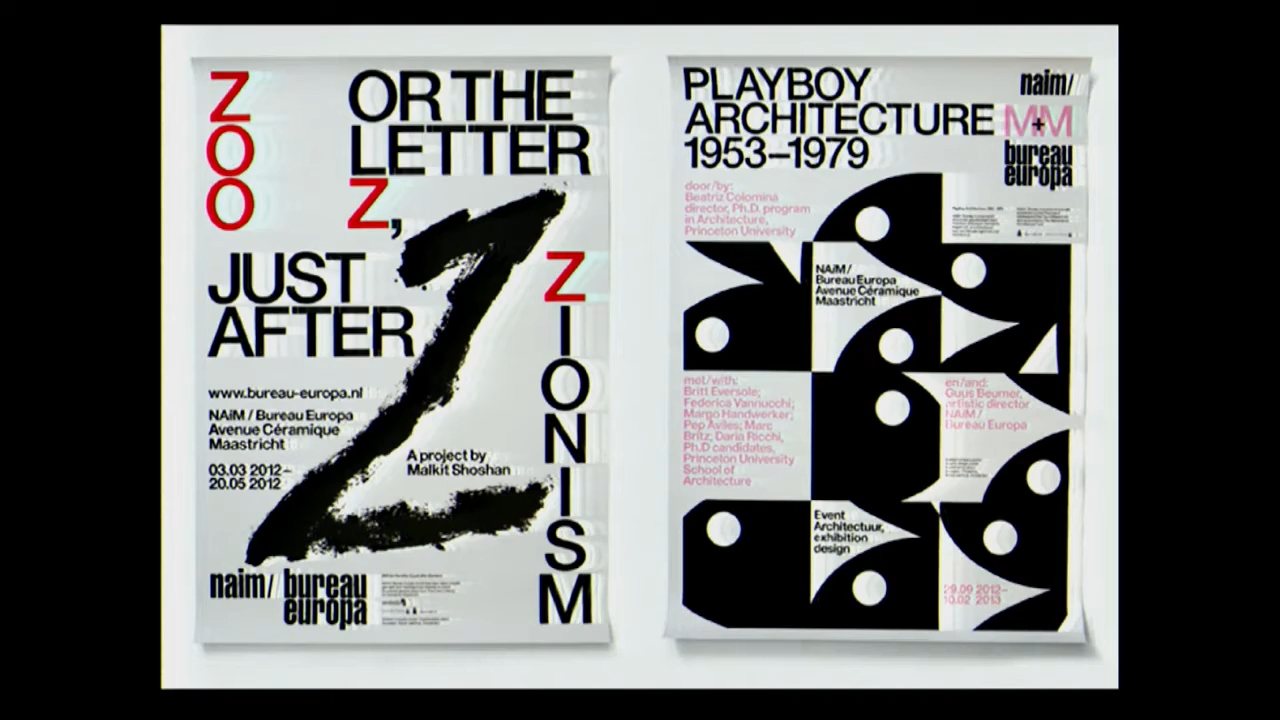 ZOO
OR THE
LETTER
Z,
JUST
AFTER
ZIONISM
www.bureau-europa.nl
NAiM / Bureau Europa
Avenue Céramique
Maastricht
03.03 2012–
20.05 2012
A project by
Malkit Shoshan
naim/ bureau
europa
PLAYBOY
ARCHITECTURE
1953–1979
naim/
M+M
bureau
europa
door/by:
Beatriz Colomina
director, Ph.D. program
in Architecture,
Princeton University
NAiM /
Bureau Europa
Avenue Céramique
Maastricht
met/with:
Britt Eversole;
Federica Vannucchi;
Margo Handwerker;
Pep Aviles; Marc
Britz; Daria Ricchi,
Ph.D candidates,
Princeton University
School of
Architecture
en/and:
Guus Beumer,
artistic director
NAiM /
Bureau Europa
Event
Architectuur,
exhibition
design
29.09 2012–
10.02 2013